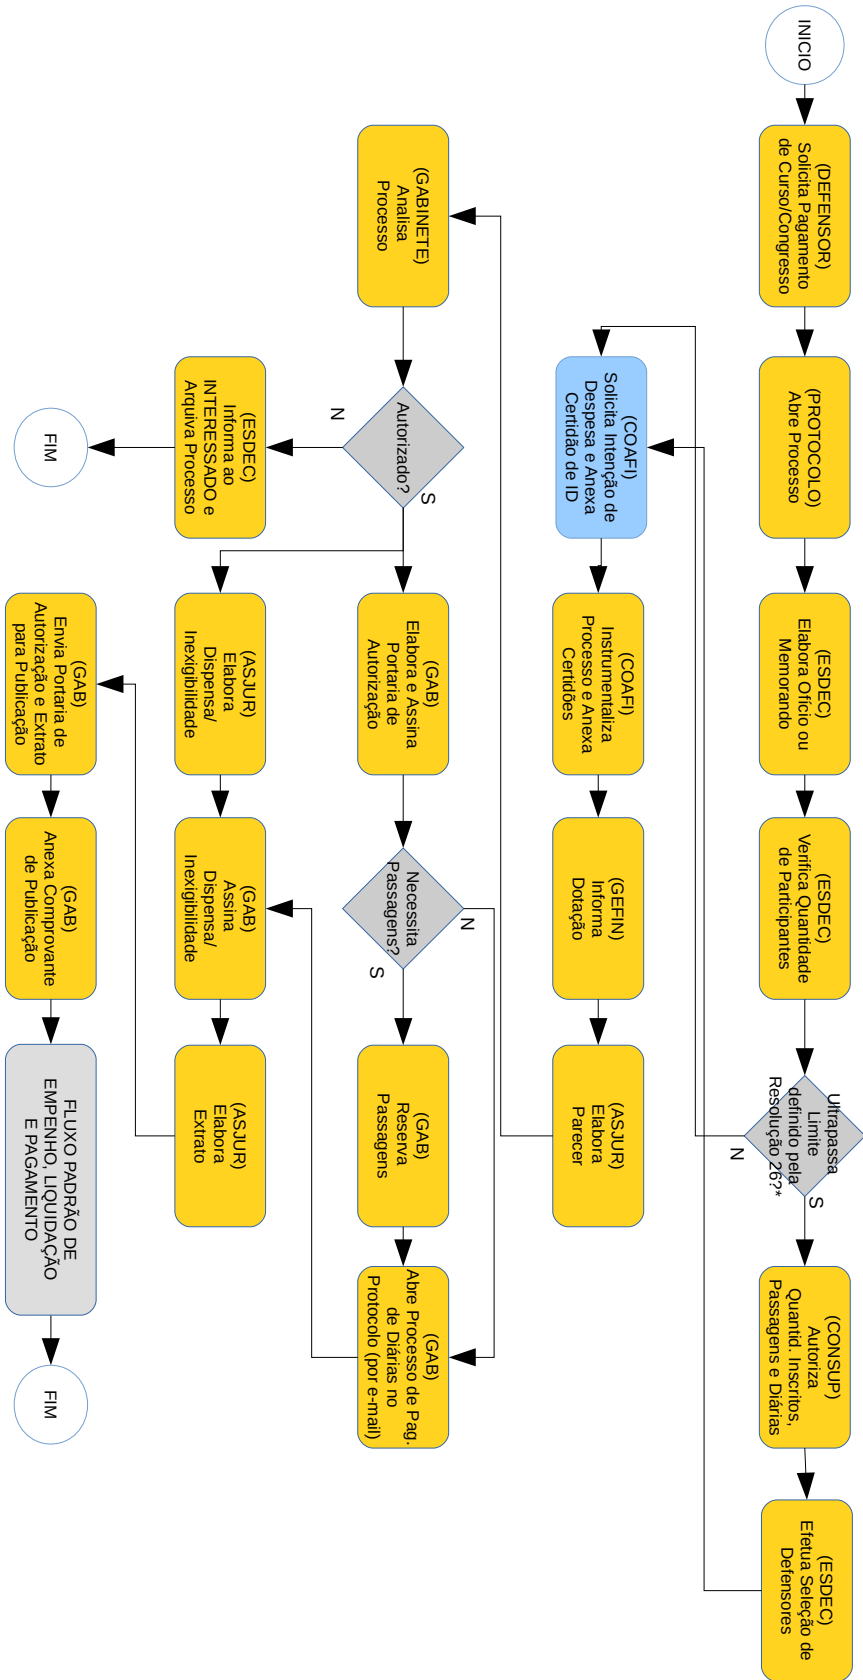 INICIO
(DEFENSOR)
Solicita Pagamento
de Curso/Congresso
(PROTOCOLO)
Abre Processo
(ESDEC)
Elabora Ofício ou
Memorando
(ESDEC)
Verifica Quantidade
de Participantes
Ultrapassa
Limite
definido pela
Resolução 26?*
S
N
(CONSUP)
Autoriza
Quantid. Inscritos,
Passagens e Diárias
(ESDEC)
Efetua Seleção de
Defensores
(COAFI)
Solicita Intenção de
Despesa e Anexa
Certidão de ID
(COAFI)
Instrumentaliza
Processo e Anexa
Certidões
(GEFIN)
Informa
Dotação
(ASJUR)
Elabora
Parecer
(GABINETE)
Analisa
Processo
Autorizado?
S
N
(GAB)
Elabora e Assina
Portaria de
Autorização
Necessita
Passagens?
N
S
(GAB)
Reserva
Passagens
(GAB)
Abre Processo de Pag.
de Diárias no
Protocolo (por e-mail)
(ESDEC)
Informa ao
INTERESSADO e
Arquiva Processo
FIM
(ASJUR)
Elabora
Dispensa/
Inexigibilidade
(GAB)
Assina
Dispensa/
Inexigibilidade
(ASJUR)
Elabora
Extrato
(GAB)
Envia Portaria de
Autorização e Extrato
para Publicação
(GAB)
Anexa Comprovante
de Publicação
FLUXO PADRÃO DE
EMPENHO, LIQUIDAÇÃO
E PAGAMENTO
FIM